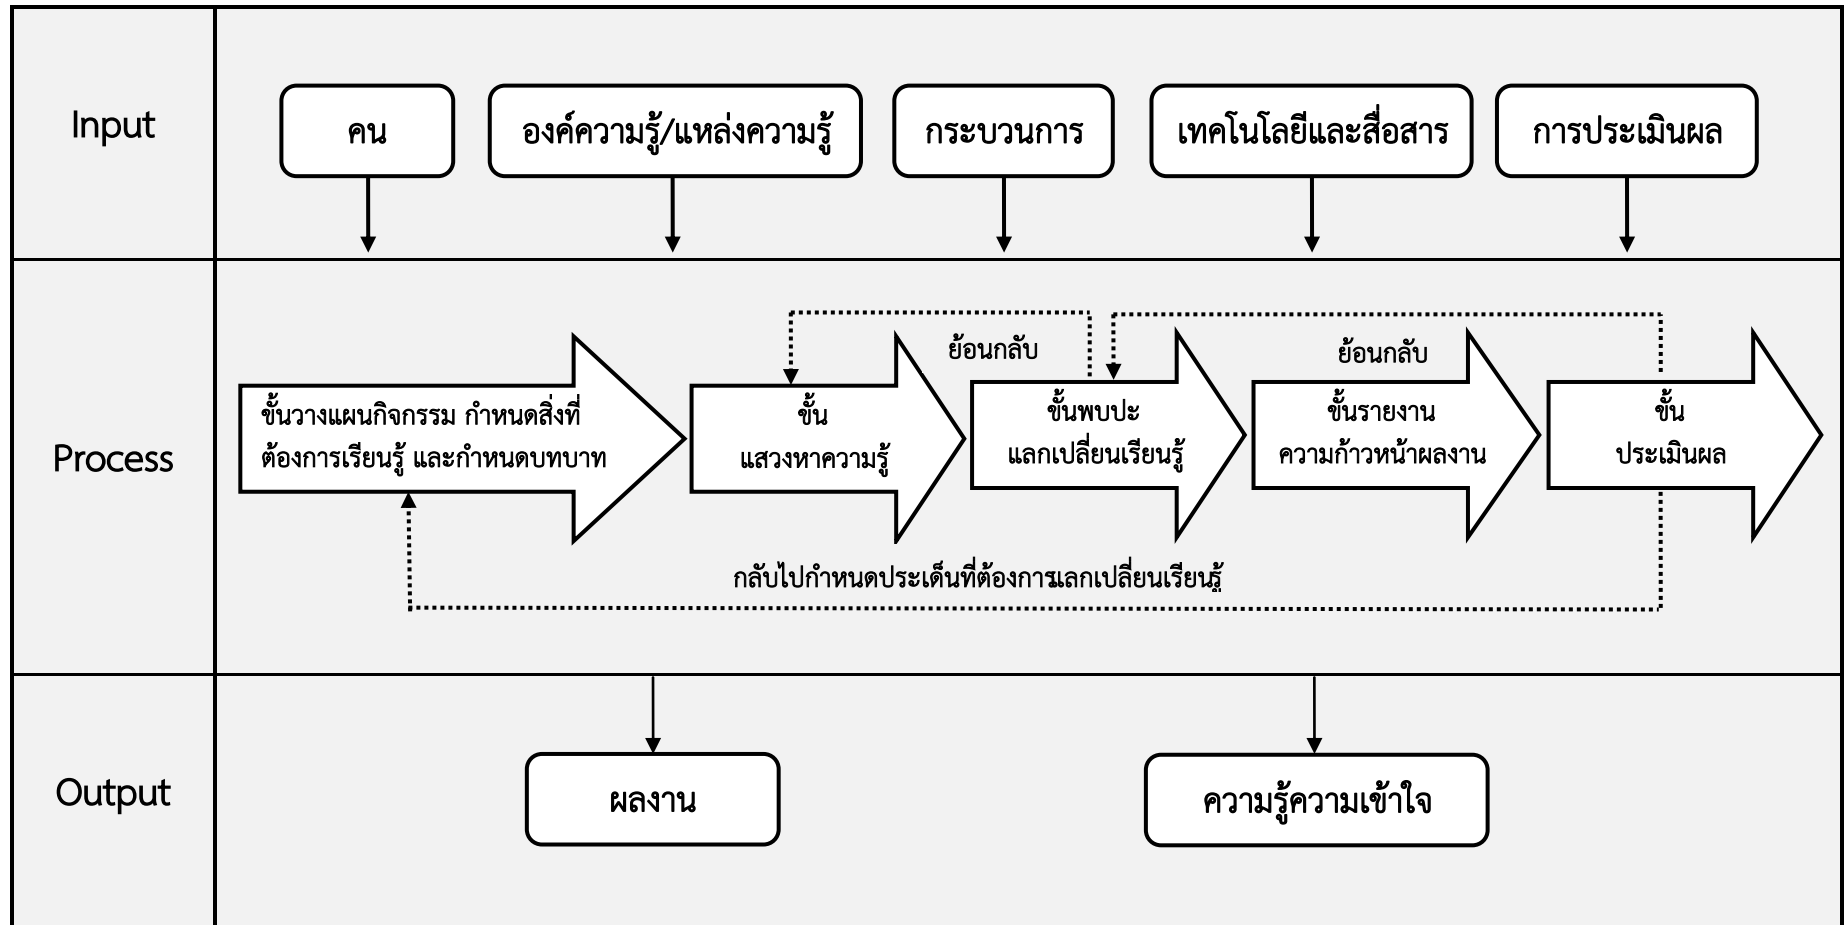 Input
คน
องค์ความรู้/แหล่งความรู้
กระบวนการ
เทคโนโลยีและสื่อสาร
การประเมินผล
Process
ย้อนกลับ
ย้อนกลับ
ขั้นวางแผนกิจกรรม กำหนดสิ่งที่
ต้องการเรียนรู้ และกำหนดบทบาท
ขั้น
แสวงหาความรู้
ขั้นพบปะ
แลกเปลี่ยนเรียนรู้
ขั้นรายงาน
ความก้าวหน้าผลงาน
ขั้น
ประเมินผล
กลับไปกำหนดประเด็นที่ต้องการแลกเปลี่ยนเรียนรู้
Output
ผลงาน
ความรู้ความเข้าใจ